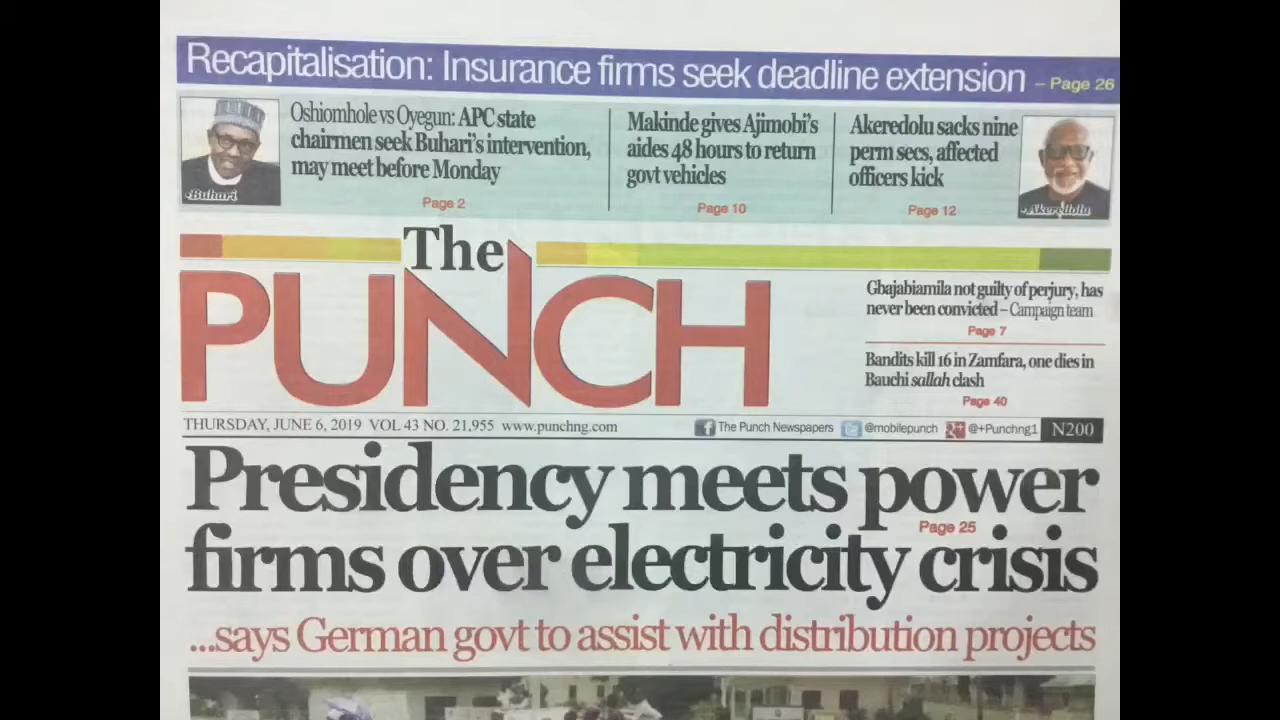 Recapitalisation: Insurance firms seek deadline extension – Page 26
Oshiomhole vs Oyegun: APC state
chairmen seek Buhari's intervention,
may meet before Monday
Page 2
•Buhari
Makinde gives Ajimobi's
aides 48 hours to return
govt vehicles
Page 10
Akeredolu sacks nine
perm secs, affected
officers kick
Page 12
•Akeredolu
The
PUNCH
Gbajabiamila not guilty of perjury, has
never been convicted – Campaign team
Page 7
Bandits kill 16 in Zamfara, one dies in
Bauchi sallah clash
Page 40
THURSDAY, JUNE 6, 2019 VOL 43 NO. 21,955 www.punchng.com
f The Punch Newspapers @mobilepunch g+ @+Punchng1 N200
Presidency meets power
Page 25
firms over electricity crisis
...says German govt to assist with distribution projects